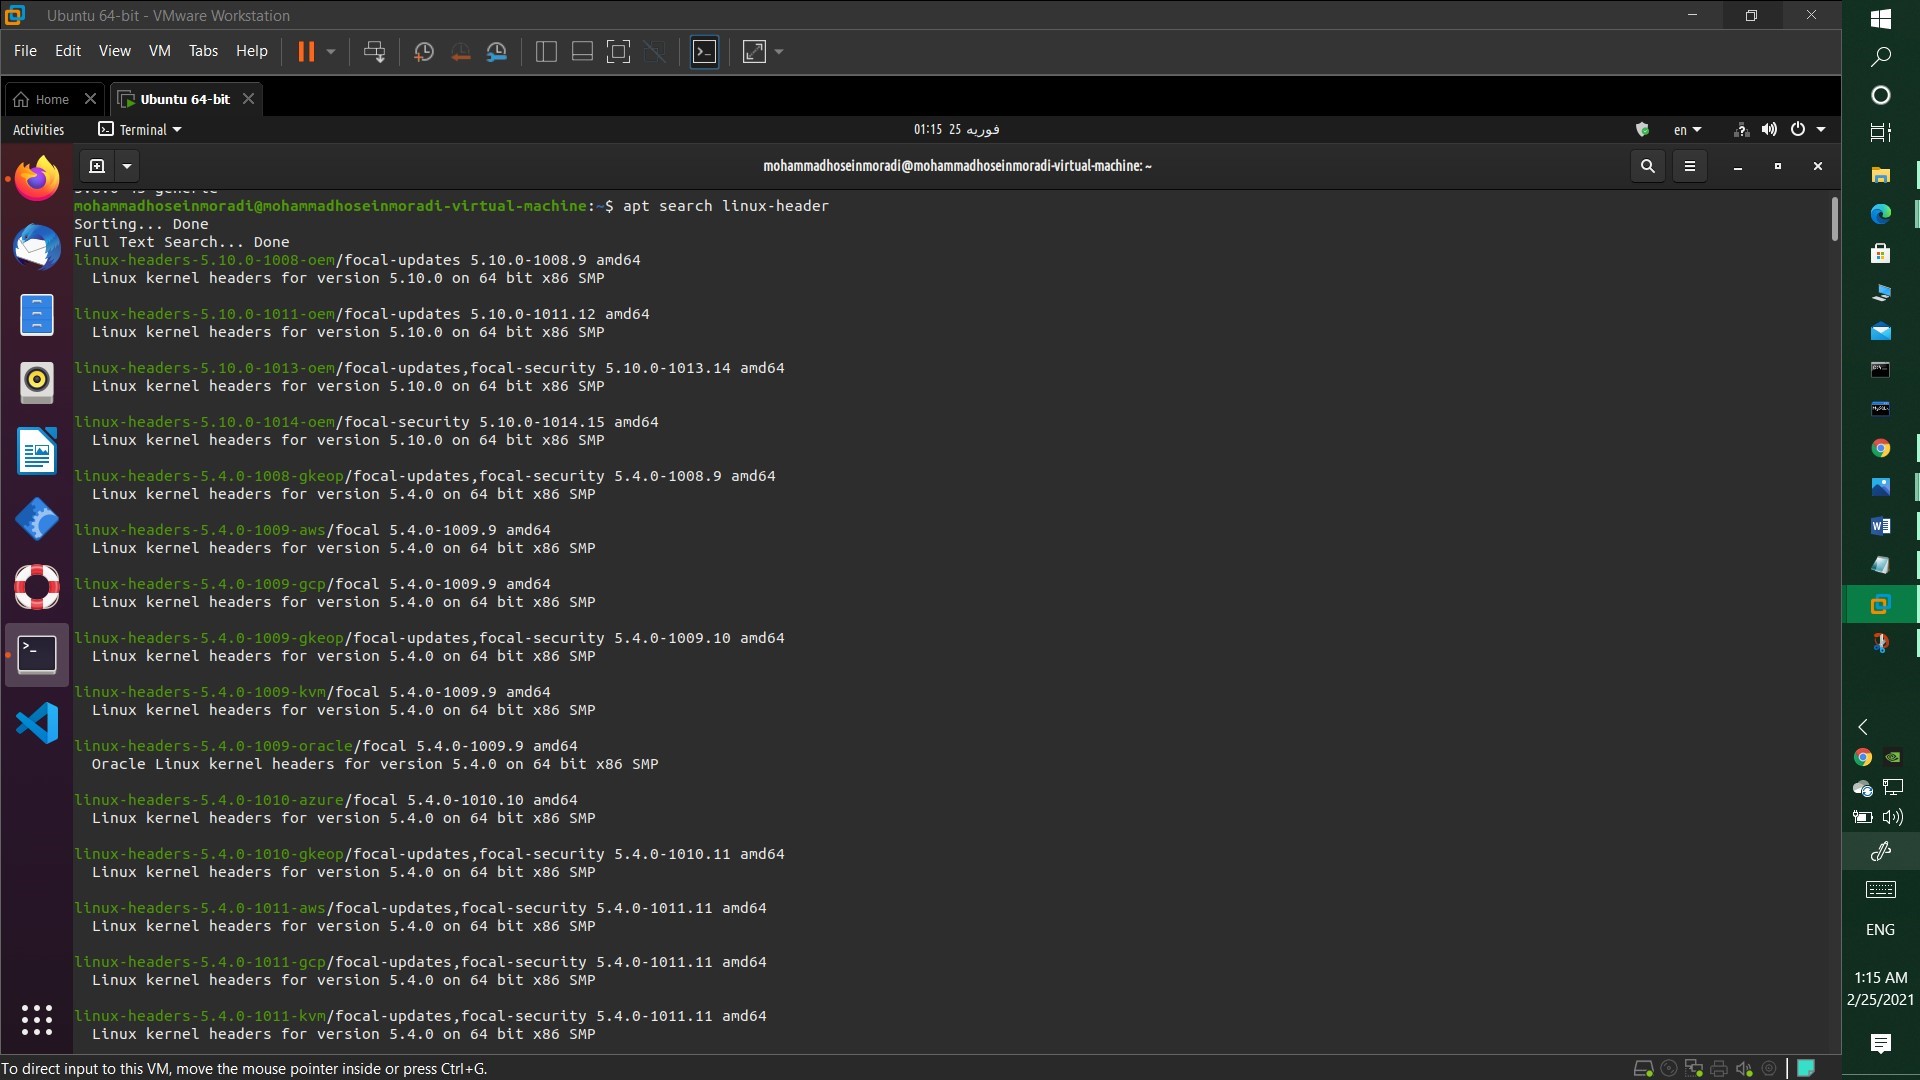 Ubuntu 64-bit - VMware Workstation
File Edit View VM Tabs Help
Home Ubuntu 64-bit
Activities Terminal 01:15 25 فوریه en
mohammadhoseinmoradi@mohammadhoseinmoradi-virtual-machine: ~
mohammadhoseinmoradi@mohammadhoseinmoradi-virtual-machine:~$ apt search linux-header
Sorting... Done
Full Text Search... Done
linux-headers-5.10.0-1008-oem/focal-updates 5.10.0-1008.9 amd64
Linux kernel headers for version 5.10.0 on 64 bit x86 SMP
linux-headers-5.10.0-1011-oem/focal-updates 5.10.0-1011.12 amd64
Linux kernel headers for version 5.10.0 on 64 bit x86 SMP
linux-headers-5.10.0-1013-oem/focal-updates,focal-security 5.10.0-1013.14 amd64
Linux kernel headers for version 5.10.0 on 64 bit x86 SMP
linux-headers-5.10.0-1014-oem/focal-security 5.10.0-1014.15 amd64
Linux kernel headers for version 5.10.0 on 64 bit x86 SMP
linux-headers-5.4.0-1008-gkeop/focal-updates,focal-security 5.4.0-1008.9 amd64
Linux kernel headers for version 5.4.0 on 64 bit x86 SMP
linux-headers-5.4.0-1009-aws/focal 5.4.0-1009.9 amd64
Linux kernel headers for version 5.4.0 on 64 bit x86 SMP
linux-headers-5.4.0-1009-gcp/focal 5.4.0-1009.9 amd64
Linux kernel headers for version 5.4.0 on 64 bit x86 SMP
linux-headers-5.4.0-1009-gkeop/focal-updates,focal-security 5.4.0-1009.10 amd64
Linux kernel headers for version 5.4.0 on 64 bit x86 SMP
linux-headers-5.4.0-1009-kvm/focal 5.4.0-1009.9 amd64
Linux kernel headers for version 5.4.0 on 64 bit x86 SMP
linux-headers-5.4.0-1009-oracle/focal 5.4.0-1009.9 amd64
Oracle Linux kernel headers for version 5.4.0 on 64 bit x86 SMP
linux-headers-5.4.0-1010-azure/focal 5.4.0-1010.10 amd64
Linux kernel headers for version 5.4.0 on 64 bit x86 SMP
linux-headers-5.4.0-1010-gkeop/focal-updates,focal-security 5.4.0-1010.11 amd64
Linux kernel headers for version 5.4.0 on 64 bit x86 SMP
linux-headers-5.4.0-1011-aws/focal-updates,focal-security 5.4.0-1011.11 amd64
Linux kernel headers for version 5.4.0 on 64 bit x86 SMP
linux-headers-5.4.0-1011-gcp/focal-updates,focal-security 5.4.0-1011.11 amd64
Linux kernel headers for version 5.4.0 on 64 bit x86 SMP
linux-headers-5.4.0-1011-kvm/focal-updates,focal-security 5.4.0-1011.11 amd64
Linux kernel headers for version 5.4.0 on 64 bit x86 SMP
To direct input to this VM, move the mouse pointer inside or press Ctrl+G.
ENG
1:15 AM
2/25/2021